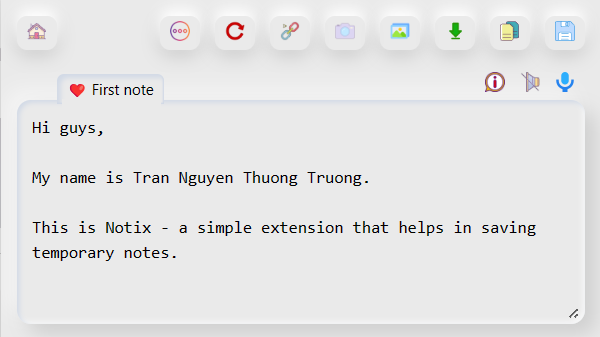 First note
Hi guys,
My name is Tran Nguyen Thuong Truong.
This is Notix - a simple extension that helps in saving
temporary notes.